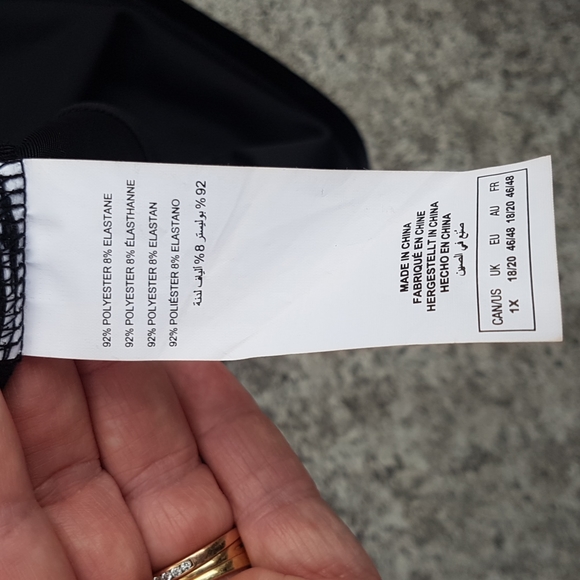 92% POLYESTER 8% ELASTANE
92% POLYESTER 8% ÉLASTHANNE
92% POLYESTER 8% ELASTAN
92% POLIÉSTER 8% ELASTANO
92 % بوليستر 8 % ألياف لدنة
MADE IN CHINA
FABRIQUÉ EN CHINE
HERGESTELLT IN CHINA
HECHO EN CHINA
صنع في الصين
CAN/US UK EU AU FR
1X 18/20 46/48 18/20 46/48